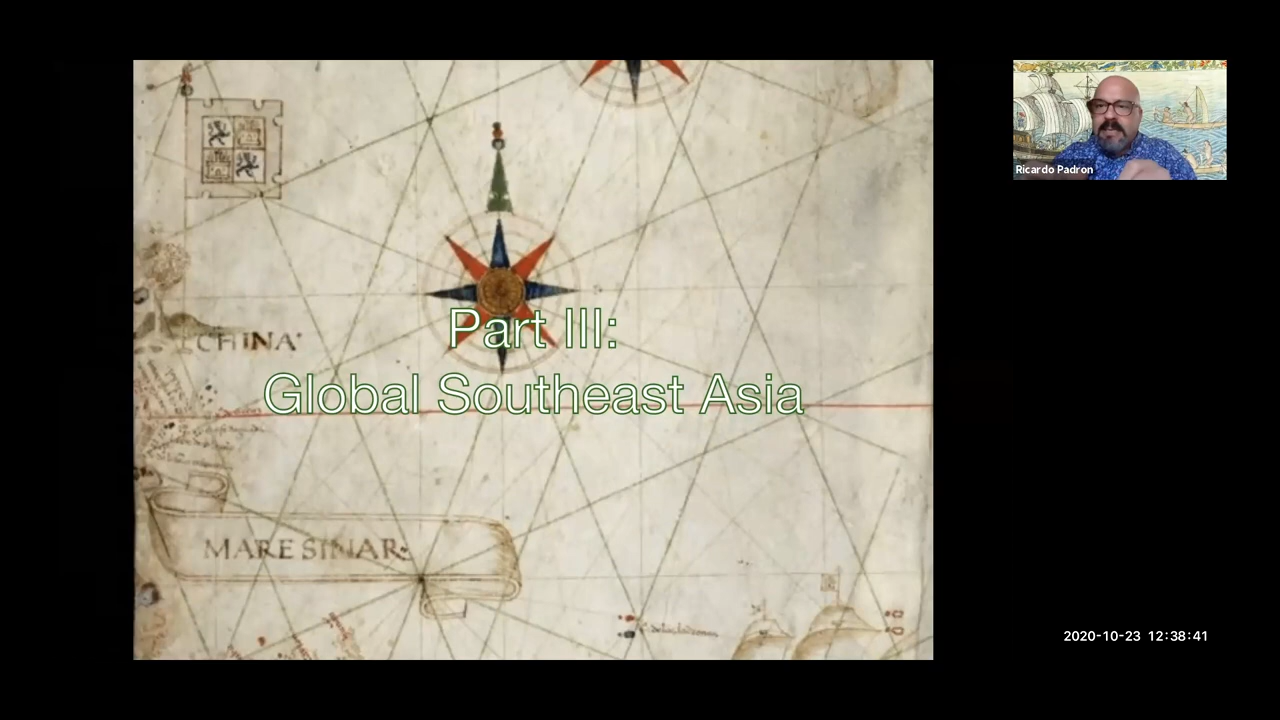 Ricardo Padron
CHINA
Part III:
Global Southeast Asia
MARE SINAR
2020-10-23 12:38:41